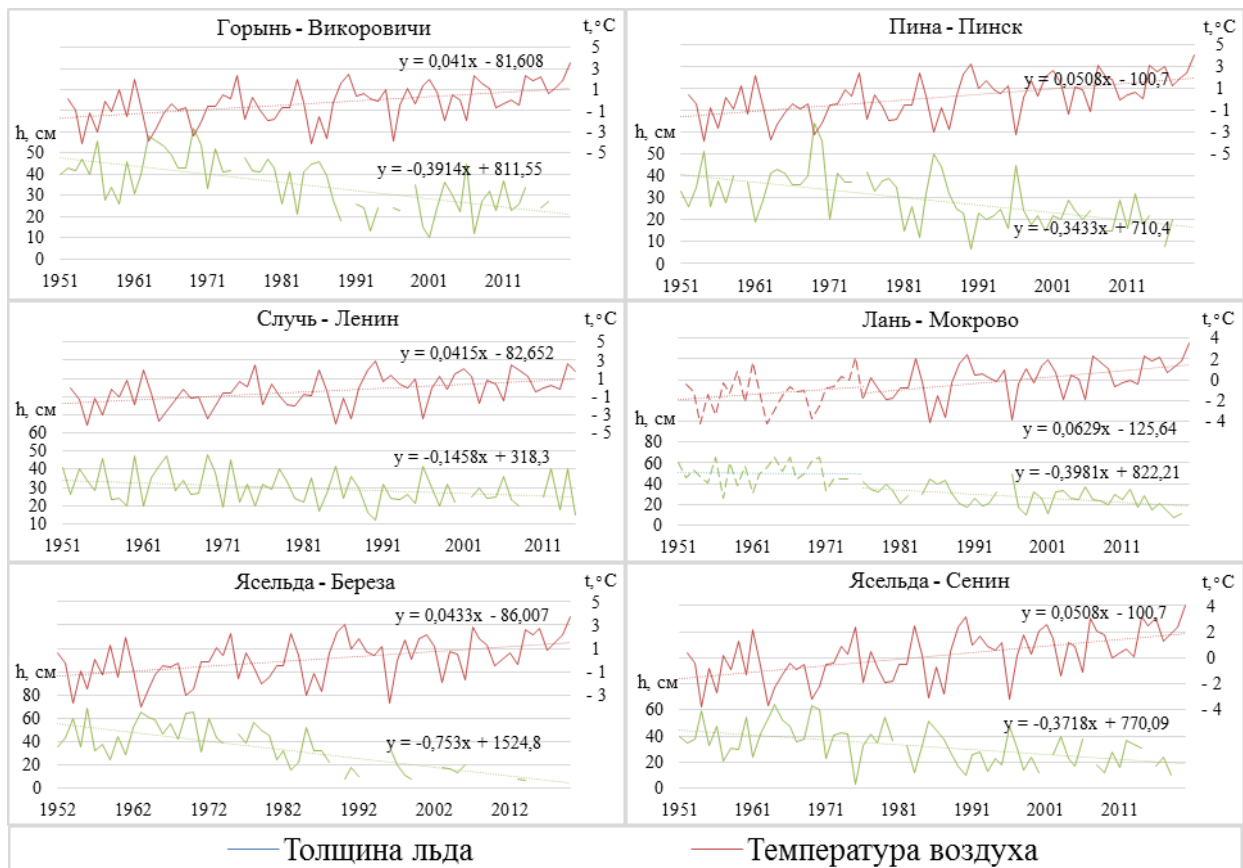 Горынь - Викоровичи
t,°C
y = 0,041x - 81,608
5
3
1
- 1
- 3
- 5
h, см
50
40
30
20
10
0
y = -0,3914x + 811,55
1951 1961 1971 1981 1991 2001 2011
Пина - Пинск
t,°C
y = 0,0508x - 100,7
5
3
1
- 1
- 3
- 5
h, см
50
40
30
20
10
0
y = -0,3433x + 710,4
1951 1961 1971 1981 1991 2001 2011
Случь - Ленин
t,°C
y = 0,0415x - 82,652
5
3
1
- 1
- 3
- 5
h, см
60
50
40
30
20
10
y = -0,1458x + 318,3
1951 1961 1971 1981 1991 2001 2011
Лань - Мокрово
t,°C
4
2
0
- 2
- 4
y = 0,0629x - 125,64
h, см
80
60
40
20
0
y = -0,3981x + 822,21
1951 1961 1971 1981 1991 2001 2011
Ясельда - Береза
t,°C
y = 0,0433x - 86,007
5
3
1
- 1
- 3
h, см
80
60
40
20
0
y = -0,753x + 1524,8
1952 1962 1972 1982 1992 2002 2012
Ясельда - Сенин
t,°C
y = 0,0508x - 100,7
4
2
0
- 2
- 4
h, см
60
40
20
0
y = -0,3718x + 770,09
1951 1961 1971 1981 1991 2001 2011
Толщина льда
Температура воздуха